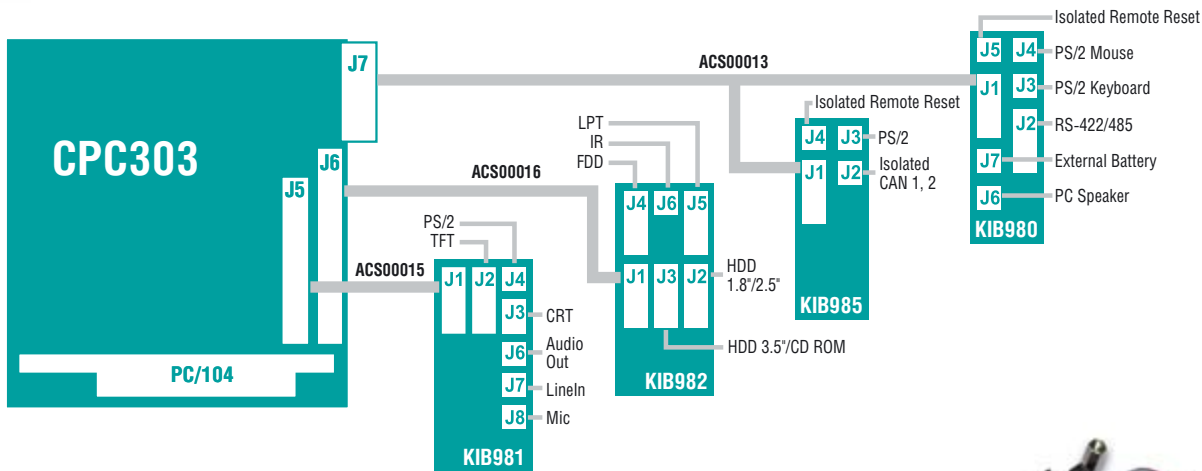 CPC303
J7
J6
J5
PC/104
ACS00013
ACS00016
ACS00015
PS/2
TFT
J1
J2
J4
J3
CRT
J6
Audio
Out
J7
LineIn
J8
Mic
KIB981
LPT
IR
FDD
J4
J6
J5
J1
J3
J2
HDD
1.8"/2.5"
HDD 3.5"/CD ROM
KIB982
Isolated Remote Reset
J4
J3
PS/2
J1
J2
Isolated
CAN 1, 2
KIB985
Isolated Remote Reset
J5
J4
PS/2 Mouse
J1
J3
PS/2 Keyboard
J2
RS-422/485
J7
External Battery
J6
PC Speaker
KIB980